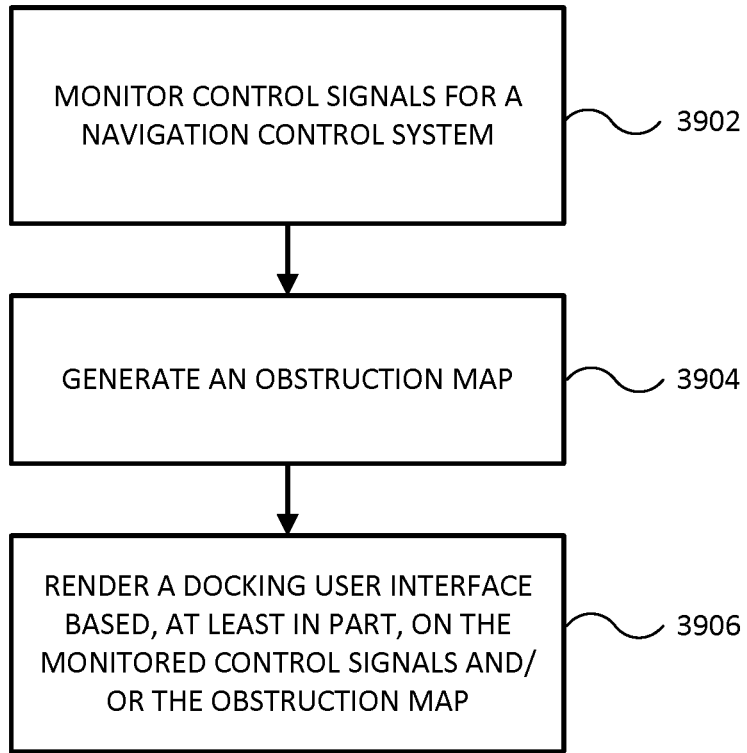 MONITOR CONTROL SIGNALS FOR A
NAVIGATION CONTROL SYSTEM
3902
GENERATE AN OBSTRUCTION MAP
3904
RENDER A DOCKING USER INTERFACE
BASED, AT LEAST IN PART, ON THE
MONITORED CONTROL SIGNALS AND/
OR THE OBSTRUCTION MAP
3906